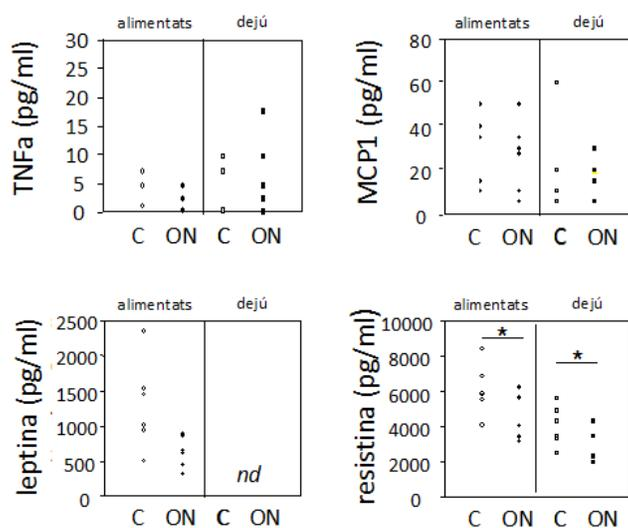 alimentats dejú
TNFa (pg/ml)
30
25
20
15
10
5
0
C ON C ON
alimentats dejú
MCP1 (pg/ml)
80
60
40
20
0
C ON C ON
alimentats dejú
leptina (pg/ml)
2500
2000
1500
1000
500
0
nd
C ON C ON
alimentats dejú
resistina (pg/ml)
10000
8000
6000
4000
2000
0
* *
C ON C ON